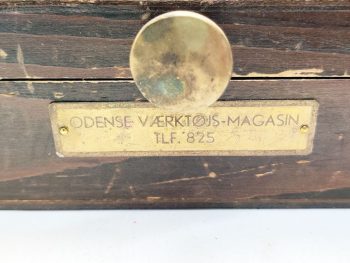 ODENSE VÆRKTØJS-MAGASIN
TLF. 825